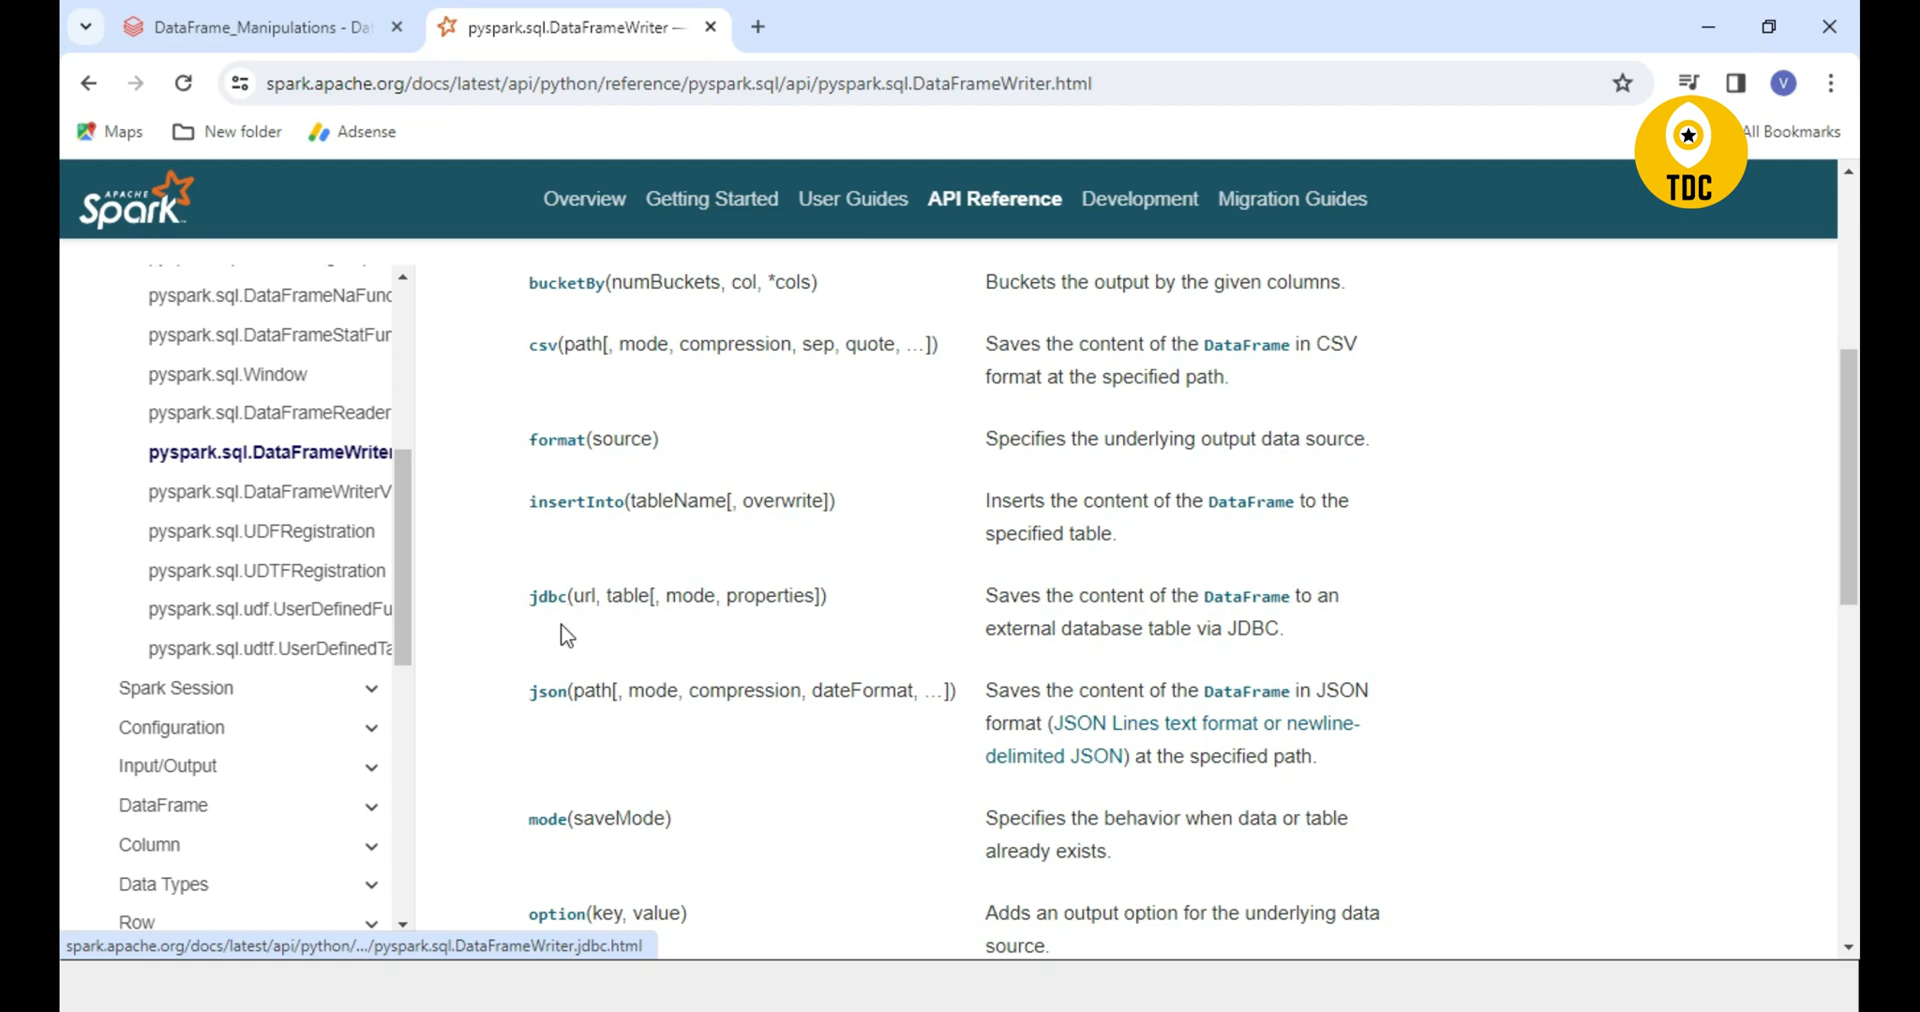 DataFrame_Manipulations - Dat
pyspark.sql.DataFrameWriter —
spark.apache.org/docs/latest/api/python/reference/pyspark.sql/api/pyspark.sql.DataFrameWriter.html
V
Maps
New folder
Adsense
All Bookmarks
TDC
APACHE
Spark
Overview
Getting Started
User Guides
API Reference
Development
Migration Guides
pyspark.sql.DataFrameNaFunc
pyspark.sql.DataFrameStatFun
pyspark.sql.Window
pyspark.sql.DataFrameReader
pyspark.sql.DataFrameWriter
pyspark.sql.DataFrameWriterV
pyspark.sql.UDFRegistration
pyspark.sql.UDTFRegistration
pyspark.sql.udf.UserDefinedFu
pyspark.sql.udtf.UserDefinedTa
Spark Session
Configuration
Input/Output
DataFrame
Column
Data Types
Row
bucketBy(numBuckets, col, *cols)
Buckets the output by the given columns.
csv(path[, mode, compression, sep, quote, …])
Saves the content of the DataFrame in CSV
format at the specified path.
format(source)
Specifies the underlying output data source.
insertInto(tableName[, overwrite])
Inserts the content of the DataFrame to the
specified table.
jdbc(url, table[, mode, properties])
Saves the content of the DataFrame to an
external database table via JDBC.
json(path[, mode, compression, dateFormat, …])
Saves the content of the DataFrame in JSON
format (JSON Lines text format or newline-
delimited JSON) at the specified path.
mode(saveMode)
Specifies the behavior when data or table
already exists.
option(key, value)
Adds an output option for the underlying data
source.
spark.apache.org/docs/latest/api/python/.../pyspark.sql.DataFrameWriter.jdbc.html